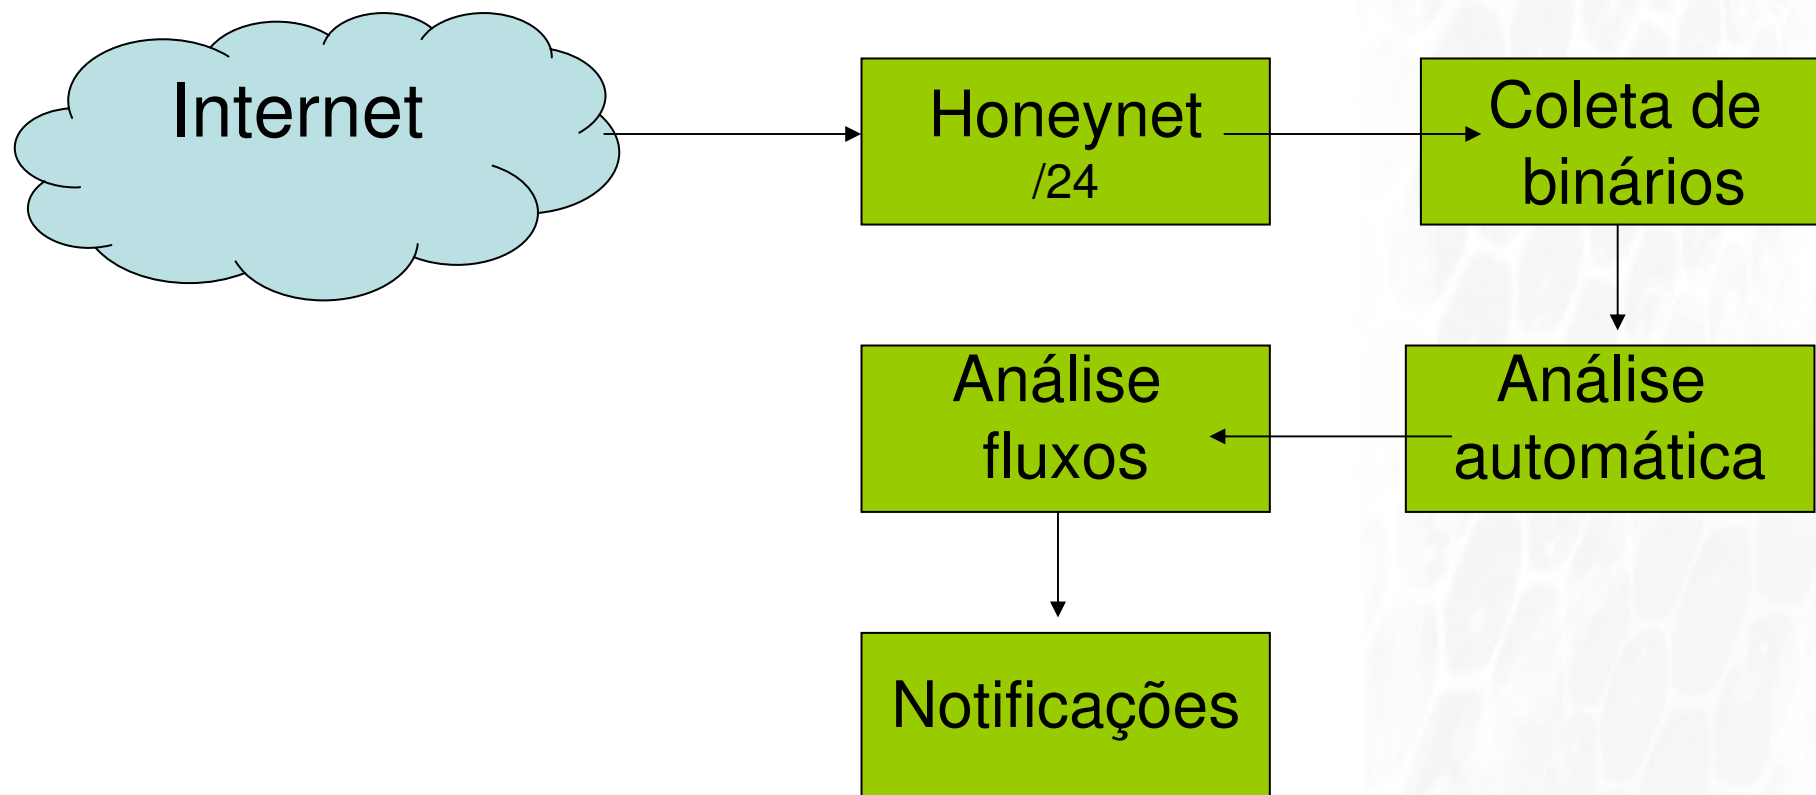 Internet
Honeynet
/24
Coleta de
binários
Análise
fluxos
Análise
automática
Notificações